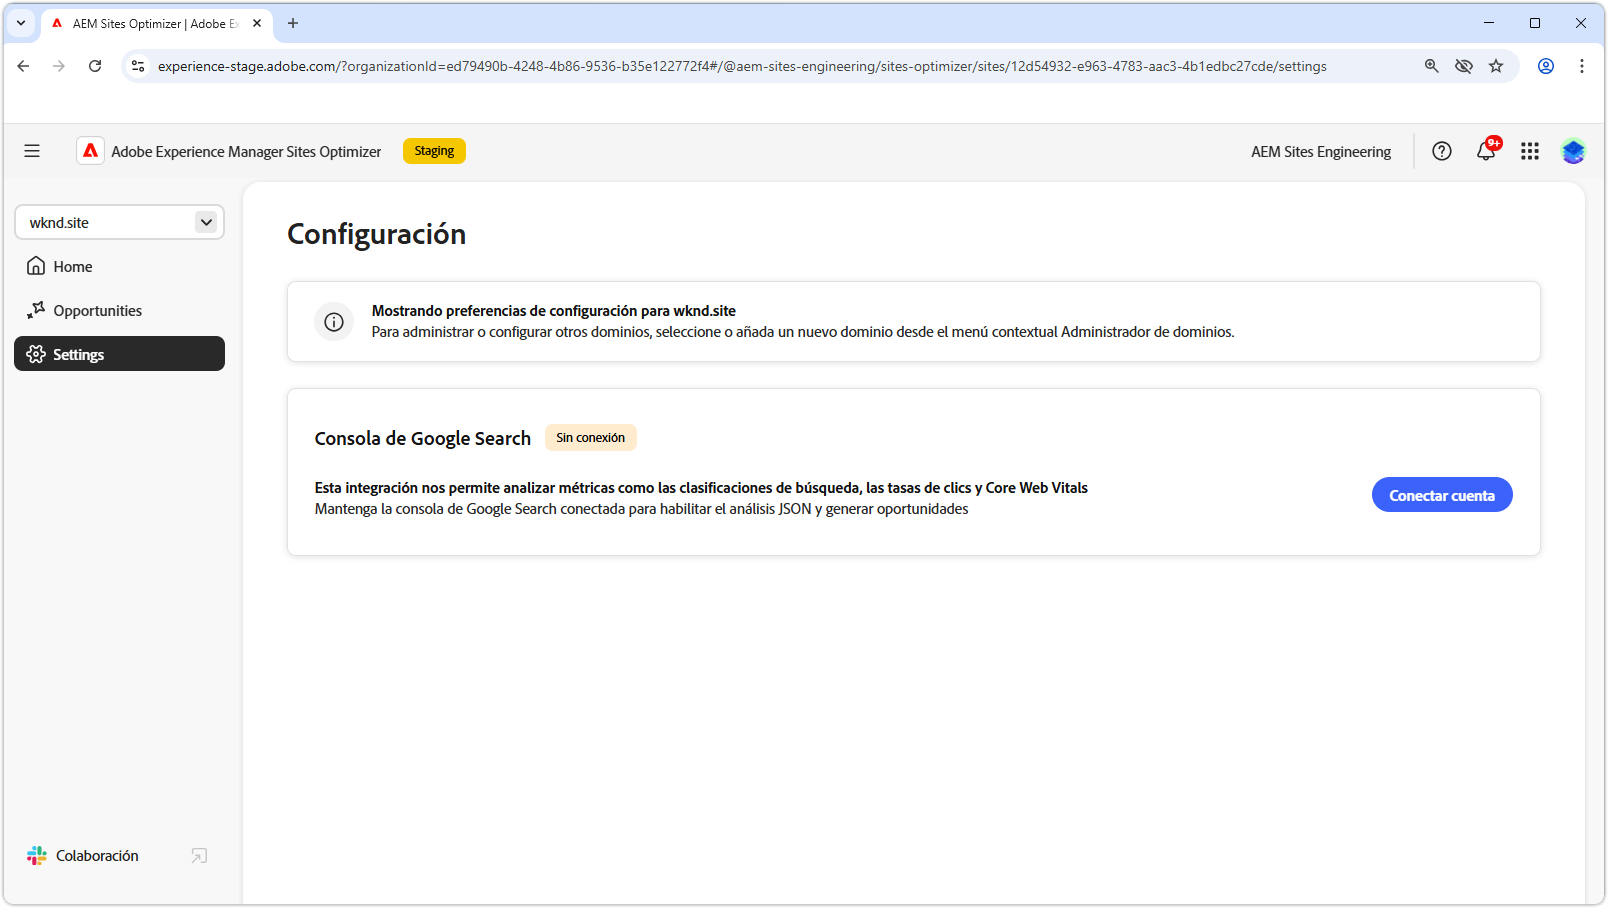 AEM Sites Optimizer | Adobe Ex
experience-stage.adobe.com/?organizationId=ed79490b-4248-4b86-9536-b35e122772f4#/@aem-sites-engineering/sites-optimizer/sites/12d54932-e963-4783-aac3-4b1edbc27cde/settings
Adobe Experience Manager Sites Optimizer
Staging
AEM Sites Engineering
9+
wknd.site
Home
Opportunities
Settings
Configuración
Mostrando preferencias de configuración para wknd.site
Para administrar o configurar otros dominios, seleccione o añada un nuevo dominio desde el menú contextual Administrador de dominios.
Consola de Google Search
Sin conexión
Esta integración nos permite analizar métricas como las clasificaciones de búsqueda, las tasas de clics y Core Web Vitals
Mantenga la consola de Google Search conectada para habilitar el análisis JSON y generar oportunidades
Conectar cuenta
Colaboración